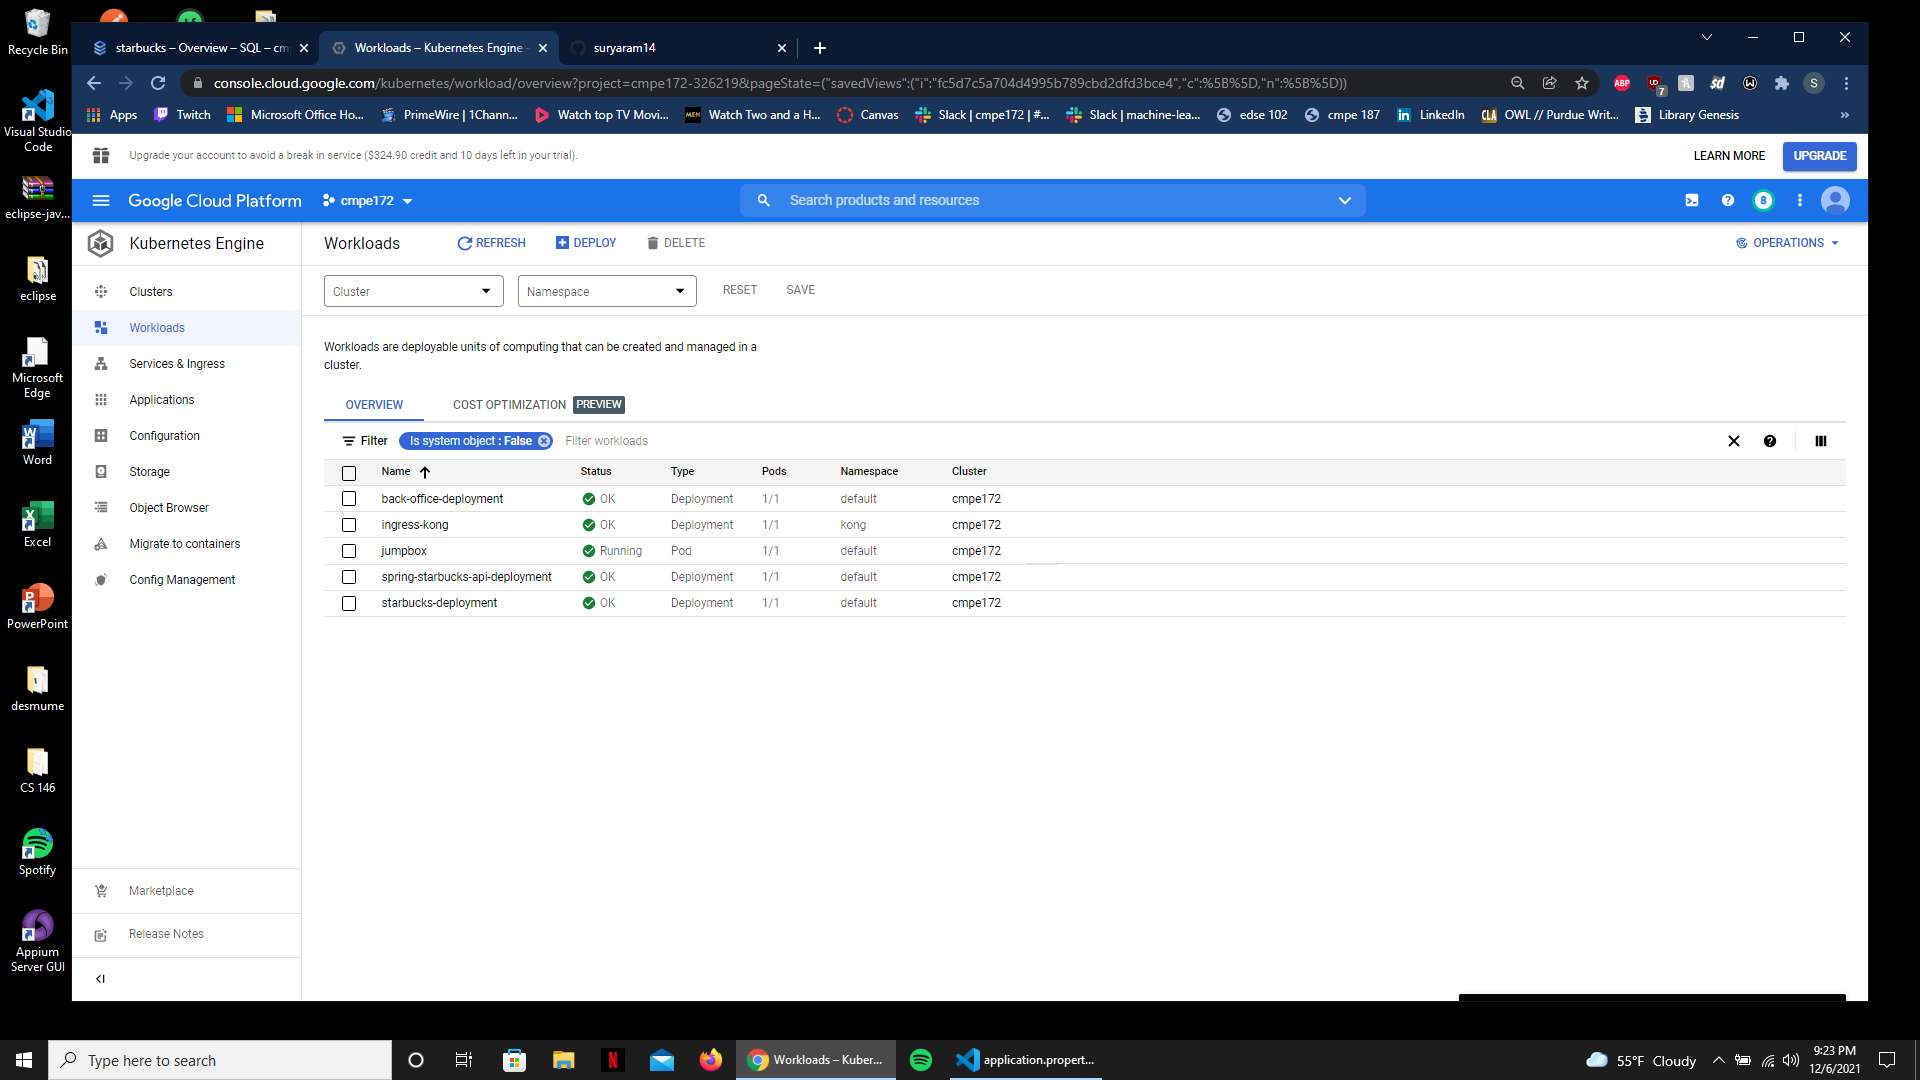 Recycle Bin
Visual Studio
Code
eclipse-jav...
eclipse
Microsoft
Edge
Word
Excel
PowerPoint
desmume
CS 146
Spotify
Appium
Server GUI
starbucks – Overview – SQL – cm
Workloads – Kubernetes Engine -
suryaram14
console.cloud.google.com/kubernetes/workload/overview?project=cmpe172-326219&pageState=("savedViews":("i":"fc5d7c5a704d4995b789cbd2dfd3bce4","c":%5B%5D,"n":%5B%5D))
ABP
7
S
Apps
Twitch
Microsoft Office Ho...
PrimeWire | 1Chann...
Watch top TV Movi...
MEN
Watch Two and a H...
Canvas
Slack | cmpe172 | #...
Slack | machine-lea...
edse 102
cmpe 187
in
LinkedIn
CLA
OWL // Purdue Writ...
Library Genesis
»
Upgrade your account to avoid a break in service ($324.90 credit and 10 days left in your trial).
LEARN MORE
UPGRADE
Google Cloud Platform
cmpe172
Search products and resources
8
Kubernetes Engine
Workloads
REFRESH
DEPLOY
DELETE
OPERATIONS
Clusters
Workloads
Services & Ingress
Applications
Configuration
Storage
Object Browser
Migrate to containers
Config Management
Marketplace
Release Notes
Cluster
Namespace
RESET
SAVE
Workloads are deployable units of computing that can be created and managed in a
cluster.
OVERVIEW
COST OPTIMIZATION PREVIEW
Filter
Is system object : False
Filter workloads
Name Status Type Pods Namespace Cluster
back-office-deployment OK Deployment 1/1 default cmpe172
ingress-kong OK Deployment 1/1 kong cmpe172
jumpbox Running Pod 1/1 default cmpe172
spring-starbucks-api-deployment OK Deployment 1/1 default cmpe172
starbucks-deployment OK Deployment 1/1 default cmpe172
Type here to search
Workloads – Kuber...
application.propert...
55°F Cloudy
9:23 PM
12/6/2021